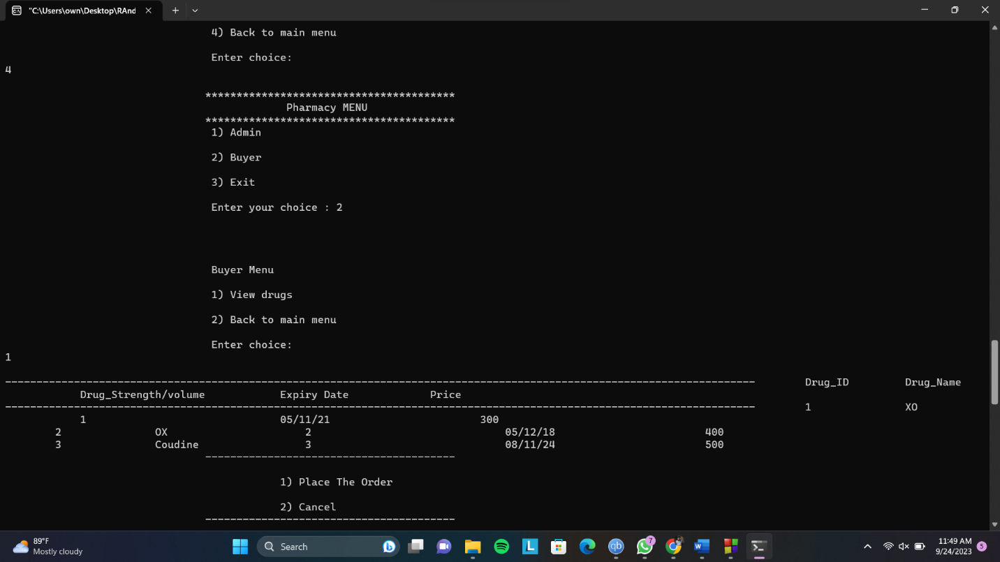 "C:\Users\own\Desktop\RAnd
4) Back to main menu
Enter choice:
4
****************************************
Pharmacy MENU
****************************************
1) Admin
2) Buyer
3) Exit
Enter your choice : 2
Buyer Menu
1) View drugs
2) Back to main menu
Enter choice:
1
------------------------------------------------------------------------------------------------------------------------ Drug_ID Drug_Name
Drug_Strength/volume Expiry Date Price
------------------------------------------------------------------------------------------------------------------------ 1 XO
1 05/11/21 300
2 OX 2 05/12/18 400
3 Coudine 3 08/11/24 500
----------------------------------------
1) Place The Order
2) Cancel
----------------------------------------
89°F
Mostly cloudy
Search
7
11:49 AM
9/24/2023
5